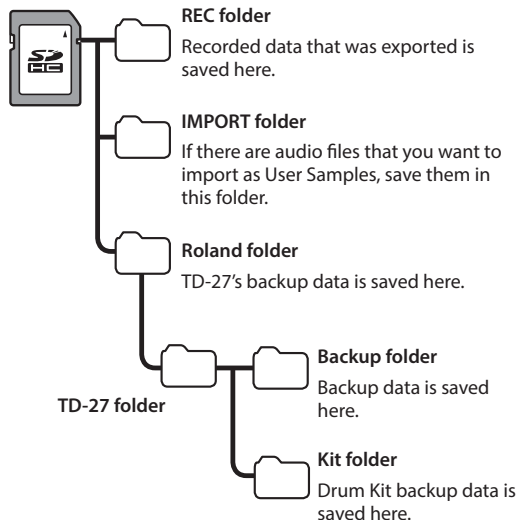 REC folder
Recorded data that was exported is
saved here.
SD
HC
IMPORT folder
If there are audio files that you want to
import as User Samples, save them in
this folder.
Roland folder
TD-27's backup data is saved here.
TD-27 folder
Backup folder
Backup data is saved
here.
Kit folder
Drum Kit backup data is
saved here.